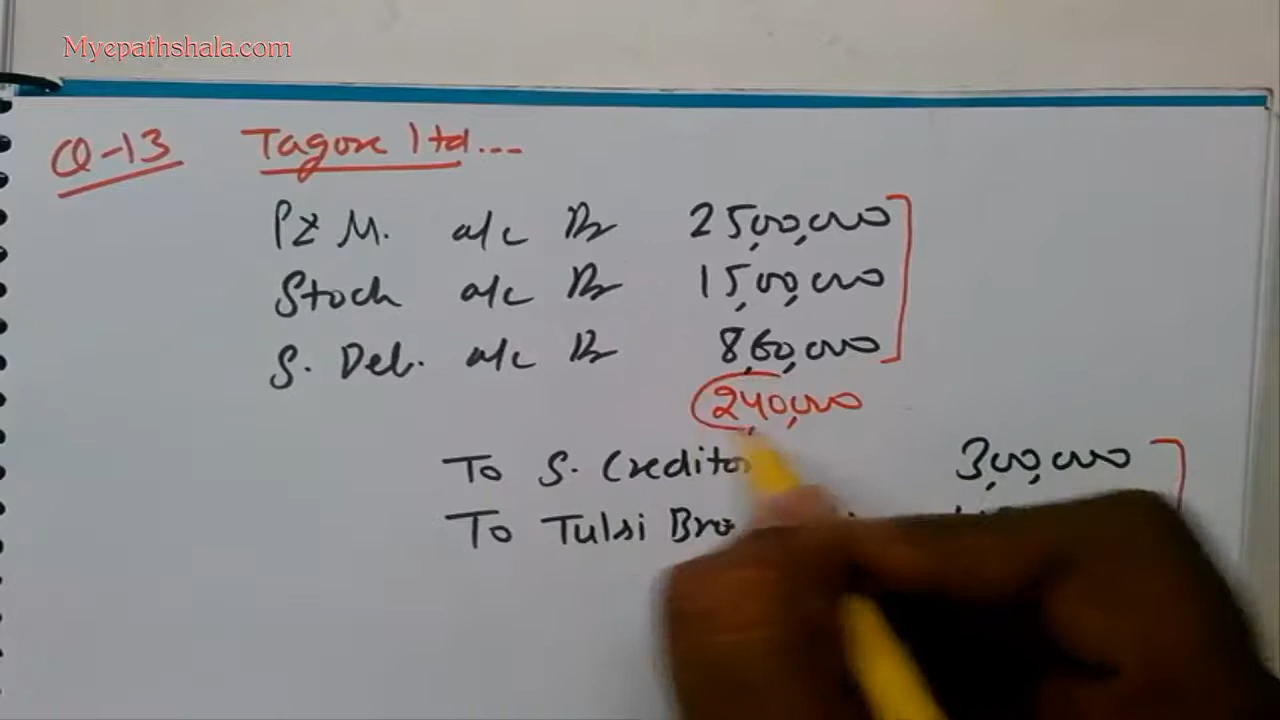 Myepathshala.com
Q-13 Tagore ltd...
P&M. a/c Dr 25,00,000
Stock a/c Dr 15,00,000
S. Deb. a/c Dr 8,60,000
2,40,000
To S. Credito 3,00,000
To Tulsi Bro